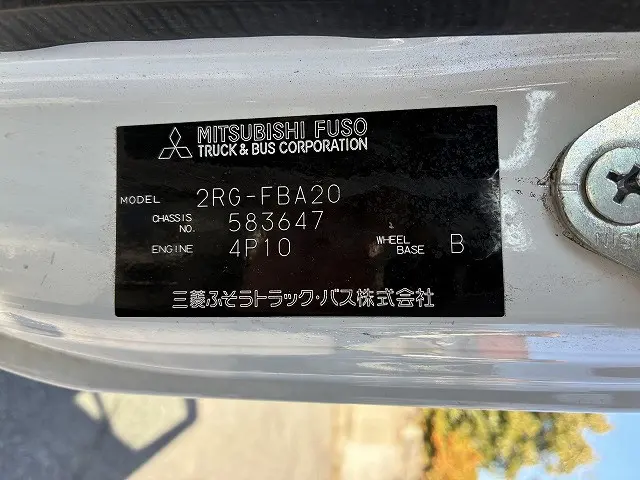 MITSUBISHI FUSO
TRUCK & BUS CORPORATION
MODEL 2RG-FBA20
CHASSIS NO. 583647
ENGINE 4P10 WHEEL BASE B
三菱ふそうトラック・バス株式会社